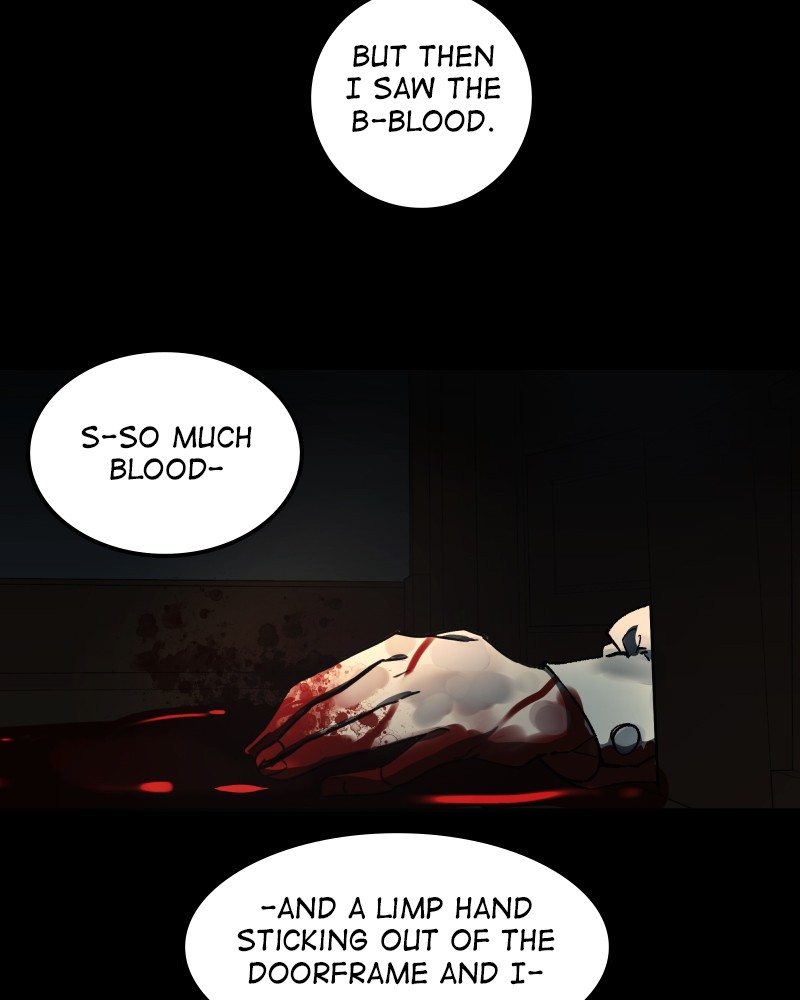 BUT THEN
I SAW THE
B-BLOOD.
S-SO MUCH
BLOOD-
-AND A LIMP HAND
STICKING OUT OF THE
DOORFRAME AND I-